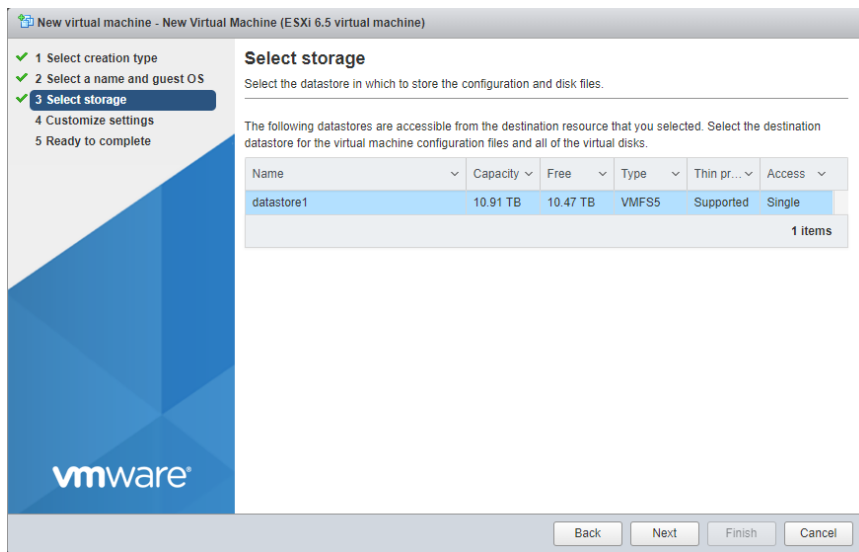 New virtual machine - New Virtual Machine (ESXi 6.5 virtual machine)
1 Select creation type
2 Select a name and guest OS
3 Select storage
4 Customize settings
5 Ready to complete
Select storage
Select the datastore in which to store the configuration and disk files.
The following datastores are accessible from the destination resource that you selected. Select the destination
datastore for the virtual machine configuration files and all of the virtual disks.
Name Capacity Free Type Thin pr... Access
datastore1 10.91 TB 10.47 TB VMFS5 Supported Single
1 items
vmware®
Back Next Finish Cancel